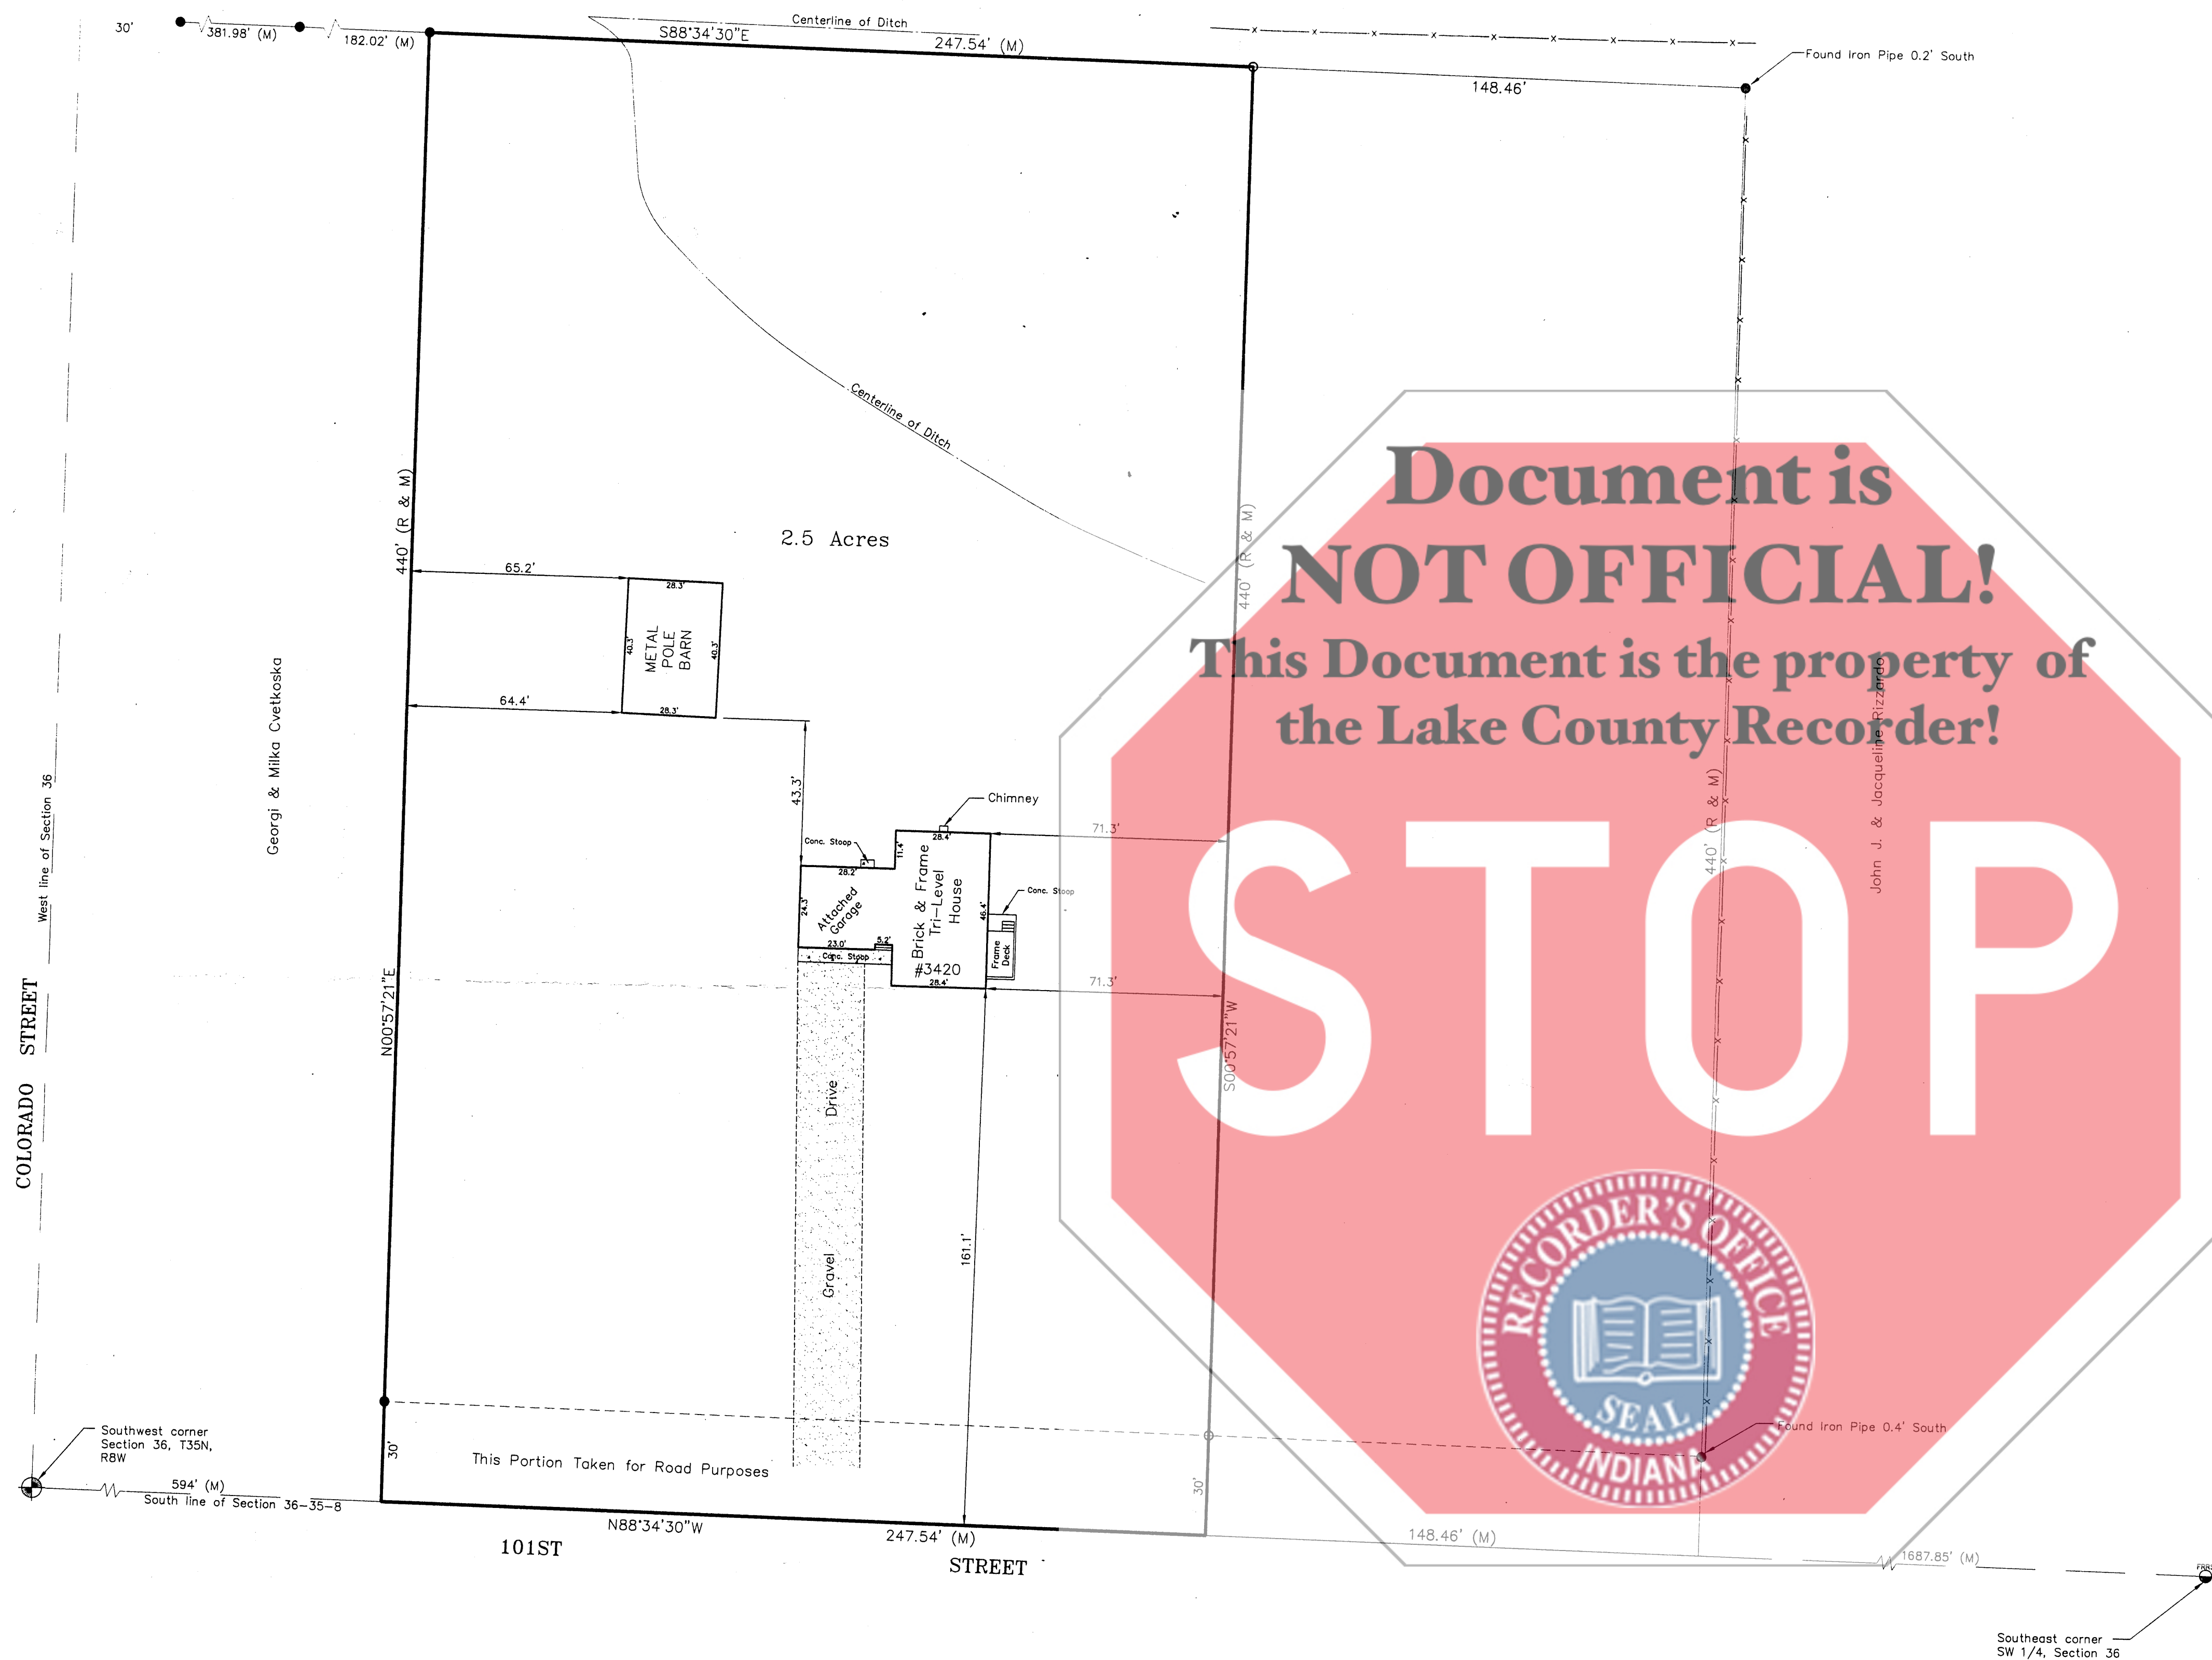 30'
381.98' (M)
182.02' (M)
Centerline of Ditch
S88°34'30"E
247.54' (M)
x x x x x x x x x
Found Iron Pipe 0.2' South
148.46'
Centerline of Ditch
440' (R & M)
440' (R & M)
2.5 Acres
65.2'
28.3'
40.3'
METAL
POLE
BARN
40.3'
28.3'
64.4'
Georgi & Milka Cvetkoska
West line of Section 36
COLORADO STREET
43.3'
Chimney
28.4'
71.3'
Conc. Stoop
11.4'
28.2'
24.3'
Attached
Garage
Brick & Frame
Tri-Level
House
#3420
46.4'
Conc. Stoop
Frame
Deck
23.0'
5.2'
Conc. Stoop
28.4'
71.3'
N00°57'21"E
S00°57'21"W
Drive
Gravel
161.1'
440' (R & M)
John J. & Jacqueline Rizzardo
Document is
NOT OFFICIAL!
This Document is the property of
the Lake County Recorder!
STOP
RECORDER'S OFFICE
SEAL
INDIANA
Found Iron Pipe 0.4' South
Southwest corner
Section 36, T35N,
R8W
30'
This Portion Taken for Road Purposes
30'
594' (M)
South line of Section 36-35-8
N88°34'30"W
247.54' (M)
148.46' (M)
1687.85' (M)
101ST STREET
Southeast corner
SW 1/4, Section 36